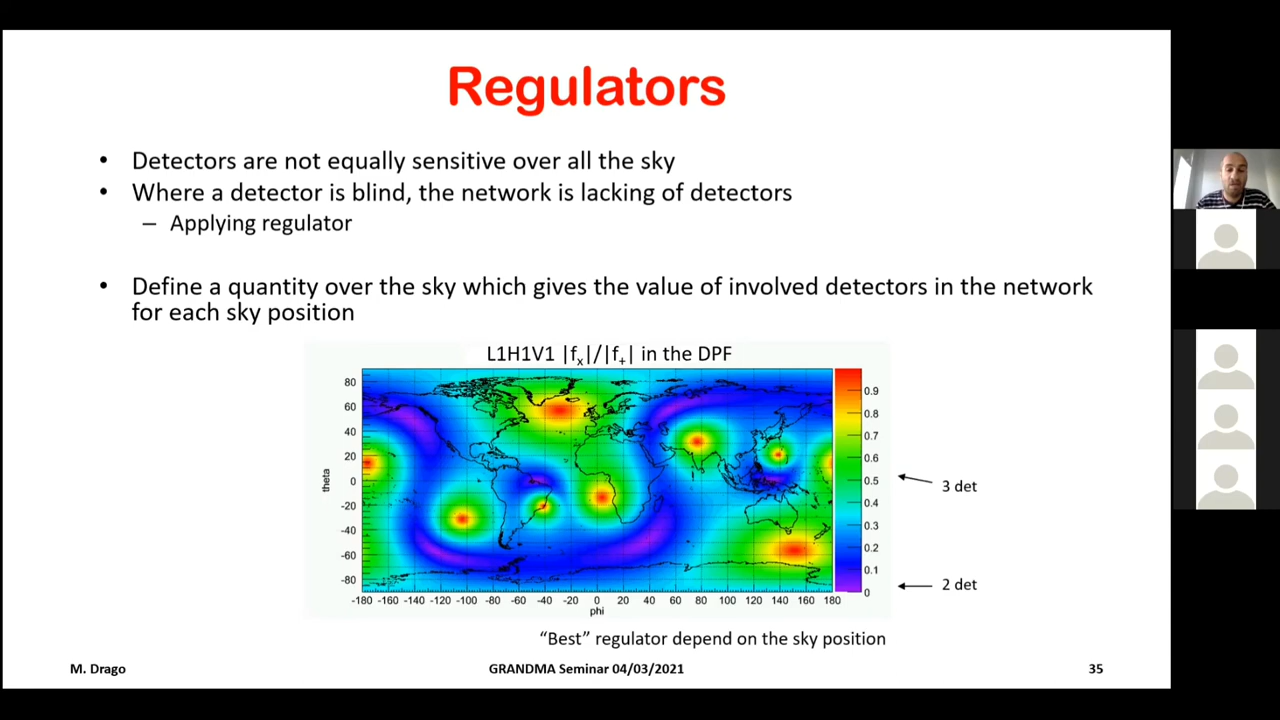 Regulators
• Detectors are not equally sensitive over all the sky
• Where a detector is blind, the network is lacking of detectors
– Applying regulator
• Define a quantity over the sky which gives the value of involved detectors in the network
for each sky position
L1H1V1 |fₓ|/|f₊| in the DPF
80
60
40
20
0
-20
-40
-60
-80
theta
-180 -160 -140 -120 -100 -80 -60 -40 -20 0 20 40 60 80 100 120 140 160 180
phi
0.9
0.8
0.7
0.6
0.5
0.4
0.3
0.2
0.1
0
3 det
2 det
“Best” regulator depend on the sky position
M. Drago
GRANDMA Seminar 04/03/2021
35